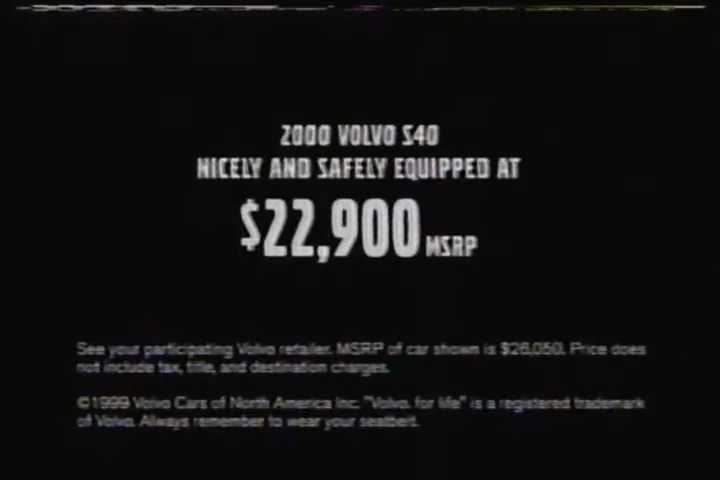 2000 VOLVO S40
NICELY AND SAFELY EQUIPPED AT
$22,900 MSRP
See your participating Volvo retailer. MSRP of car shown is $26,050. Price does
not include tax, title, and destination charges.
©1999 Volvo Cars of North America Inc. "Volvo. for life" is a registered trademark
of Volvo. Always remember to wear your seatbelt.